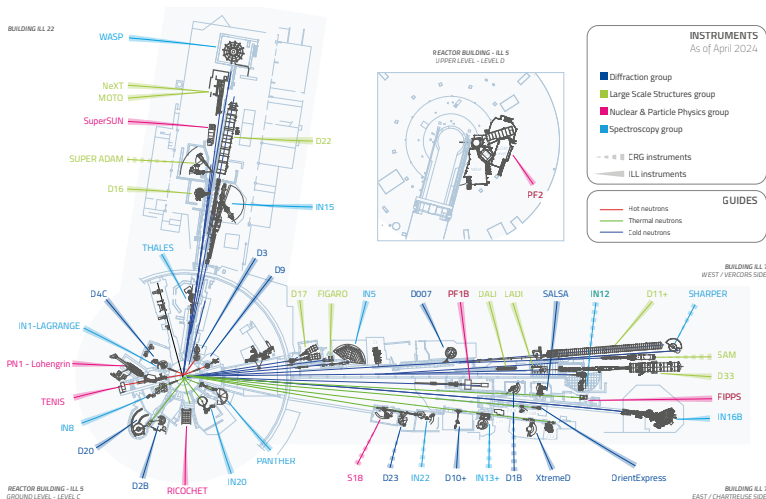 BUILDING ILL 22
WASP
NeXT
MOTO
SuperSUN
SUPER ADAM
D16
D22
IN15
REACTOR BUILDING - ILL 5
UPPER LEVEL - LEVEL D
PF2
INSTRUMENTS
As of April 2024
Diffraction group
Large Scale Structures group
Nuclear & Particle Physics group
Spectroscopy group
CRG instruments
ILL instruments
GUIDES
Hot neutrons
Thermal neutrons
Cold neutrons
THALES
D3
D9
D4C
IN1-LAGRANGE
PN1 - Lohengrin
TENIS
IN8
D20
D2B
RICOCHET
IN20
PANTHER
BUILDING ILL 7
WEST / VERCORS SIDE
D17
FIGARO
IN5
D007
PF1B
DALI
LADI
SALSA
IN12
D11+
SHARPER
SAM
D33
FIPPS
IN16B
S18
D23
IN22
D10+
IN13+
D1B
XtremeD
OrientExpress
REACTOR BUILDING - ILL 5
GROUND LEVEL - LEVEL C
BUILDING ILL 7
EAST / CHARTREUSE SIDE